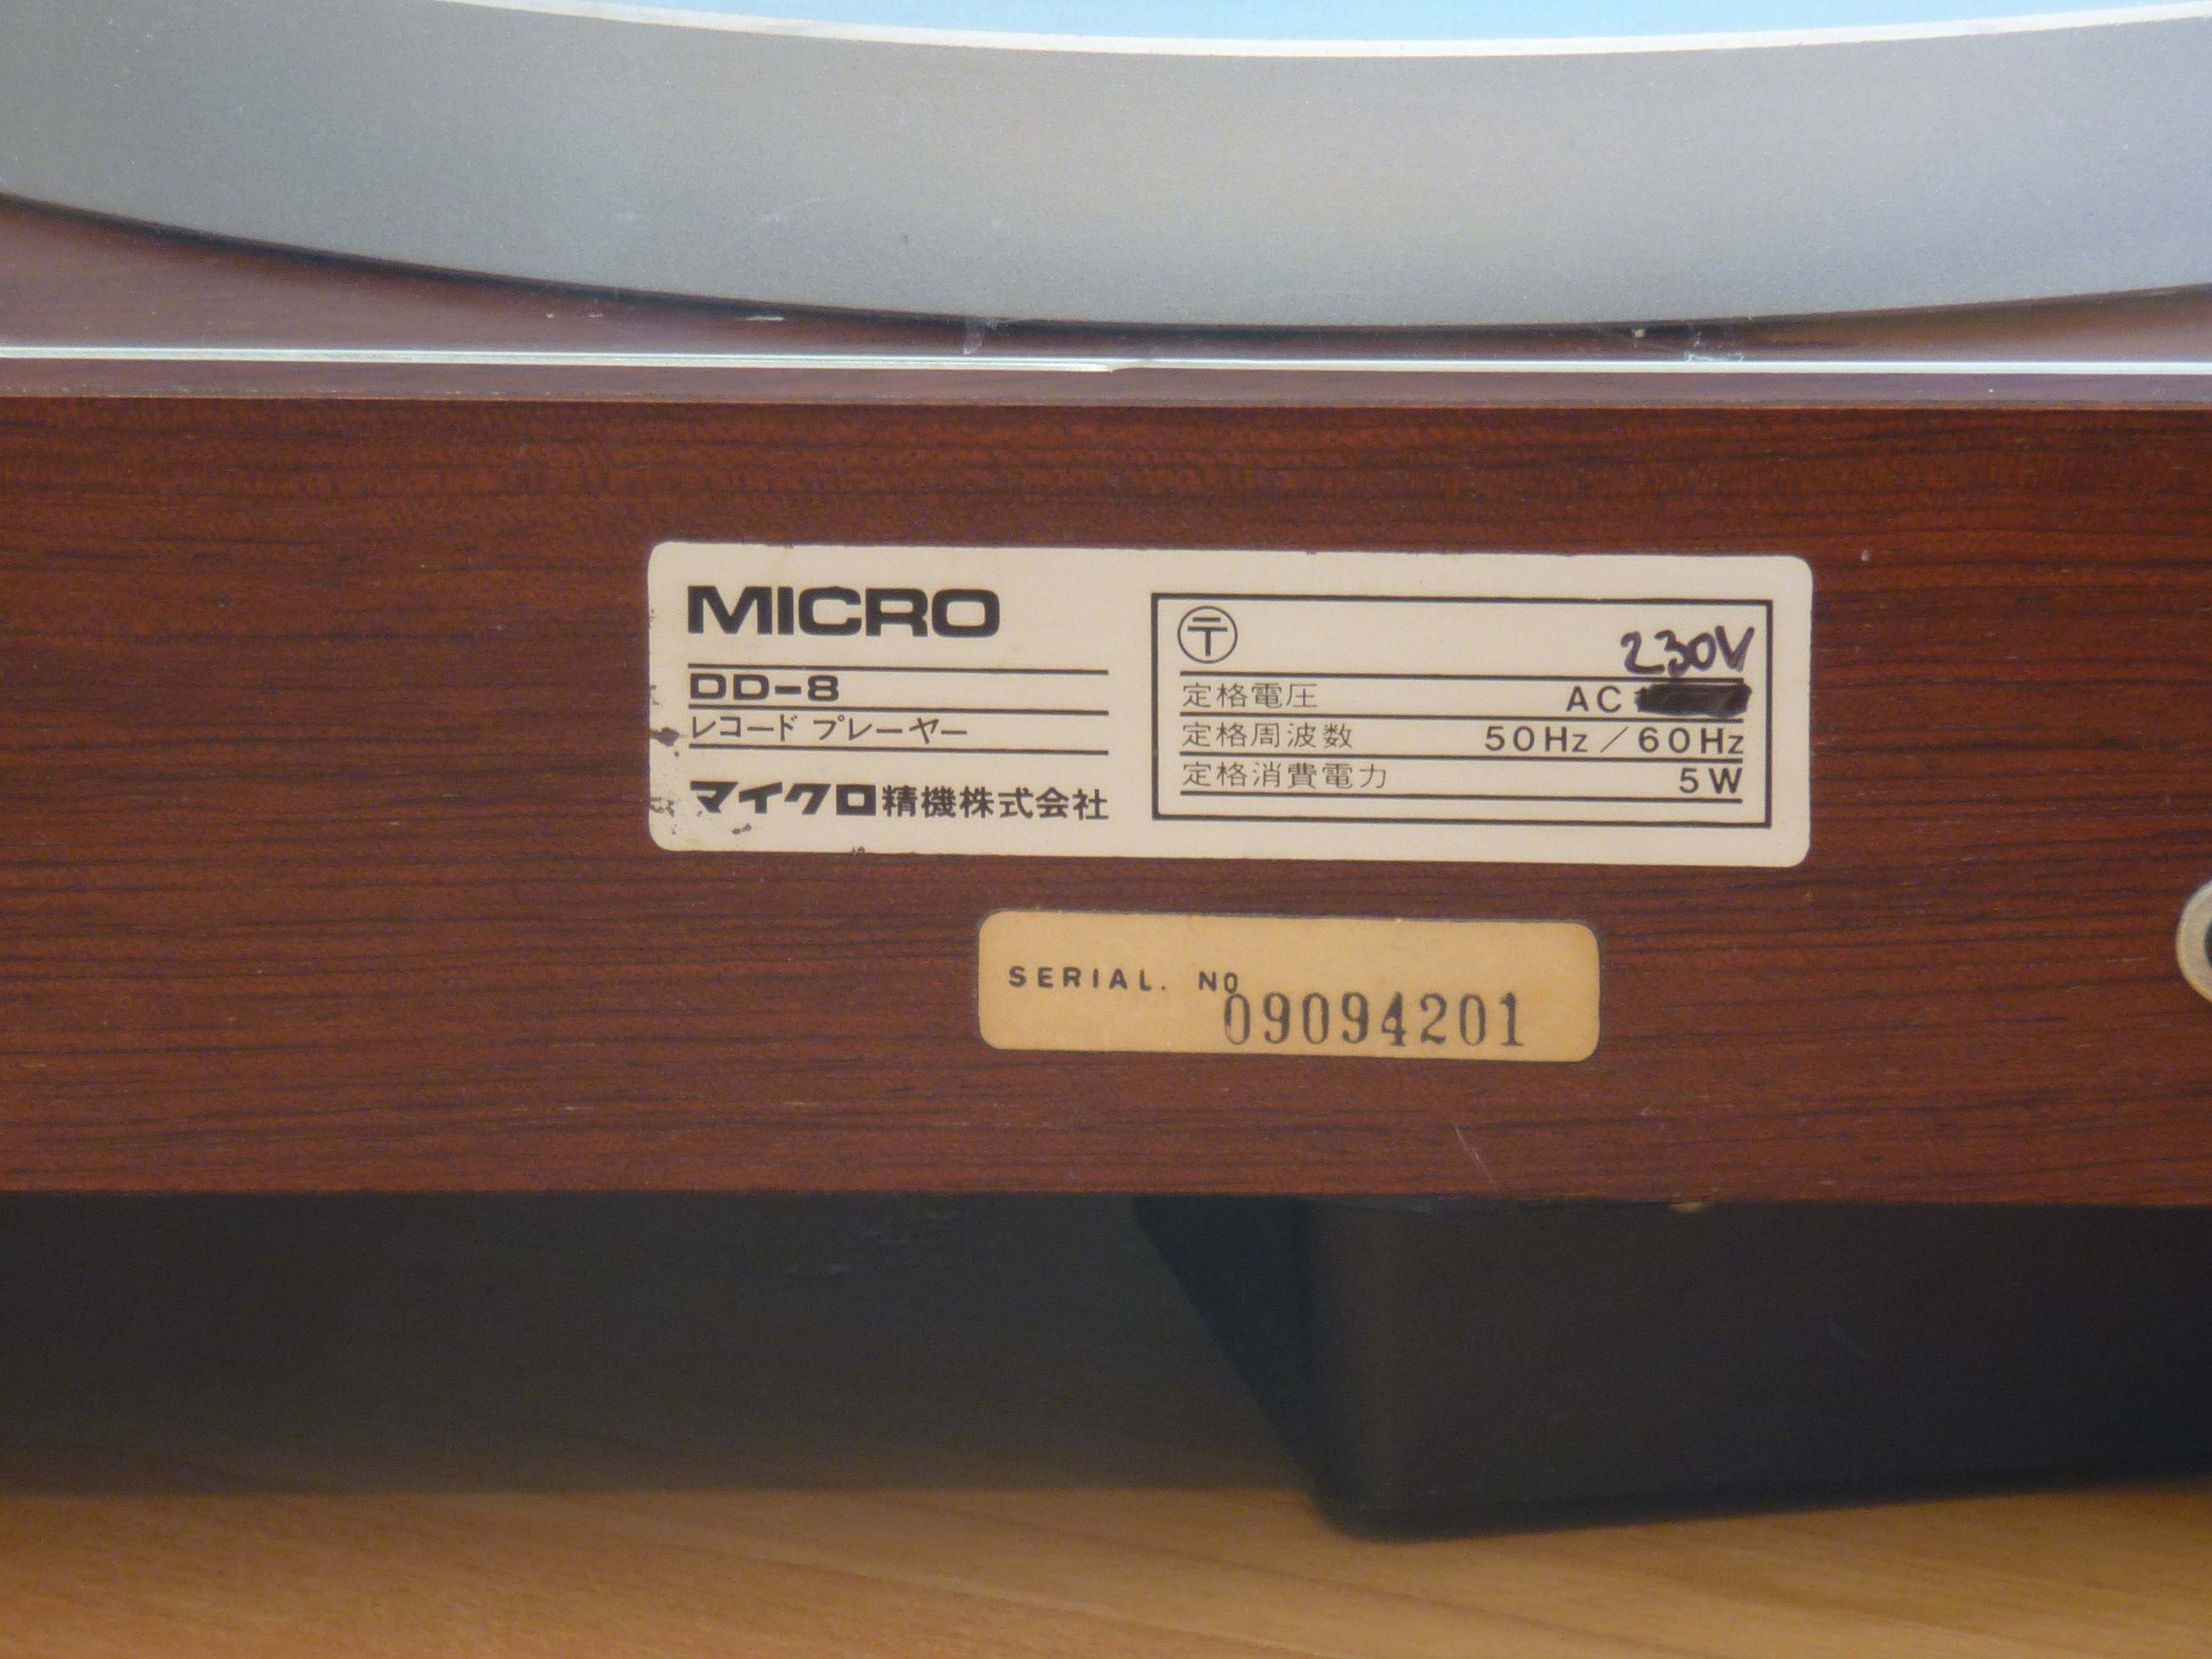 MICRO
DD-8
レコード プレーヤー
マイクロ精機株式会社
〒
230V
定格電圧 AC
定格周波数 50Hz/60Hz
定格消費電力 5W
SERIAL. NO
09094201